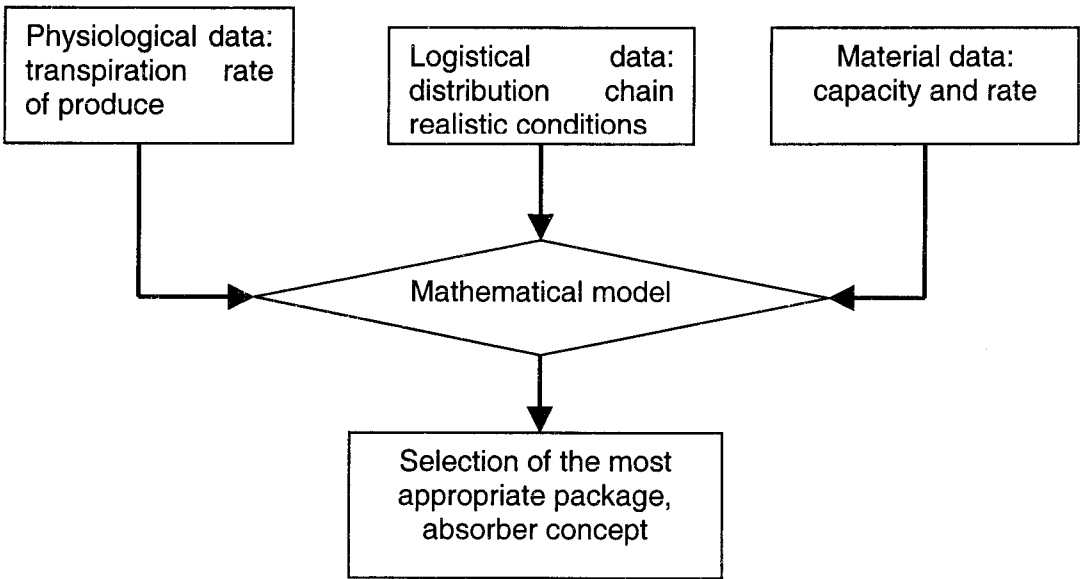 Physiological data:
transpiration rate
of produce
Logistical data:
distribution chain
realistic conditions
Material data:
capacity and rate
Mathematical model
Selection of the most
appropriate package,
absorber concept